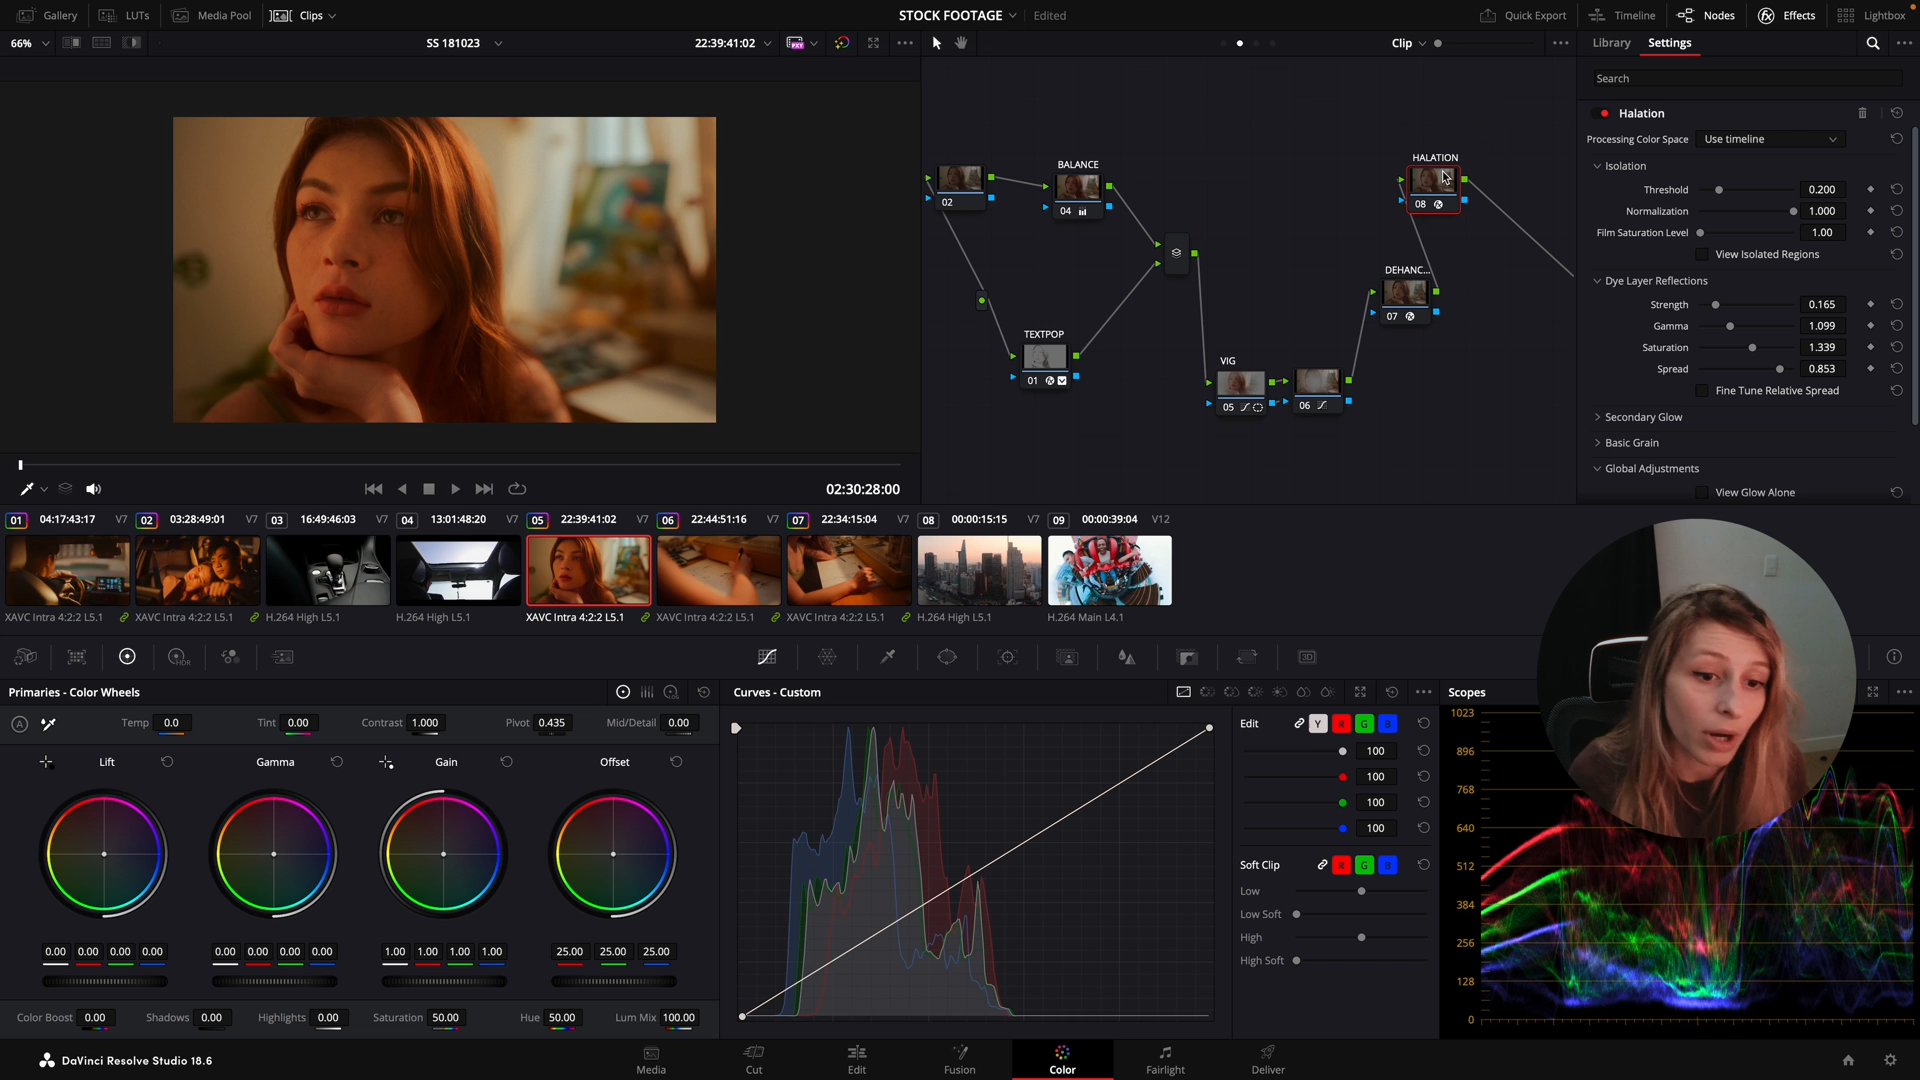 Gallery LUTs Media Pool Clips STOCK FOOTAGE Edited Quick Export Timeline Nodes Effects Lightbox
66% SS 181023 22:39:41:02 Clip Library Settings
Search
Halation
Processing Color Space Use timeline
Isolation
Threshold 0.200
Normalization 1.000
Film Saturation Level 1.00
View Isolated Regions
Dye Layer Reflections
Strength 0.165
Gamma 1.099
Saturation 1.339
Spread 0.853
Fine Tune Relative Spread
Secondary Glow
Basic Grain
Global Adjustments
View Glow Alone
HALATION
08
BALANCE
04
02
DEHANC...
07
TEXTPOP
01
VIG
05 06
02:30:28:00
01 04:17:43:17 V7 02 03:28:49:01 V7 03 16:49:46:03 V7 04 13:01:48:20 V7 05 22:39:41:02 V7 06 22:44:51:16 V7 07 22:34:15:04 V7 08 00:00:15:15 V7 09 00:00:39:04 V12
XAVC Intra 4:2:2 L5.1 XAVC Intra 4:2:2 L5.1 H.264 High L5.1 H.264 High L5.1 XAVC Intra 4:2:2 L5.1 XAVC Intra 4:2:2 L5.1 XAVC Intra 4:2:2 L5.1 H.264 High L5.1 H.264 Main L4.1
HDR 3D
Primaries - Color Wheels LOG Curves - Custom Scopes
A Temp 0.0 Tint 0.00 Contrast 1.000 Pivot 0.435 Mid/Detail 0.00
Lift Gamma Gain Offset
0.00 0.00 0.00 0.00 0.00 0.00 0.00 0.00 1.00 1.00 1.00 1.00 25.00 25.00 25.00
Color Boost 0.00 Shadows 0.00 Highlights 0.00 Saturation 50.00 Hue 50.00 Lum Mix 100.00
Edit Y R G B
100
100
100
100
Soft Clip R G B
Low
Low Soft
High
High Soft
1023
896
768
640
512
384
256
128
0
DaVinci Resolve Studio 18.6 Media Cut Edit Fusion Color Fairlight Deliver